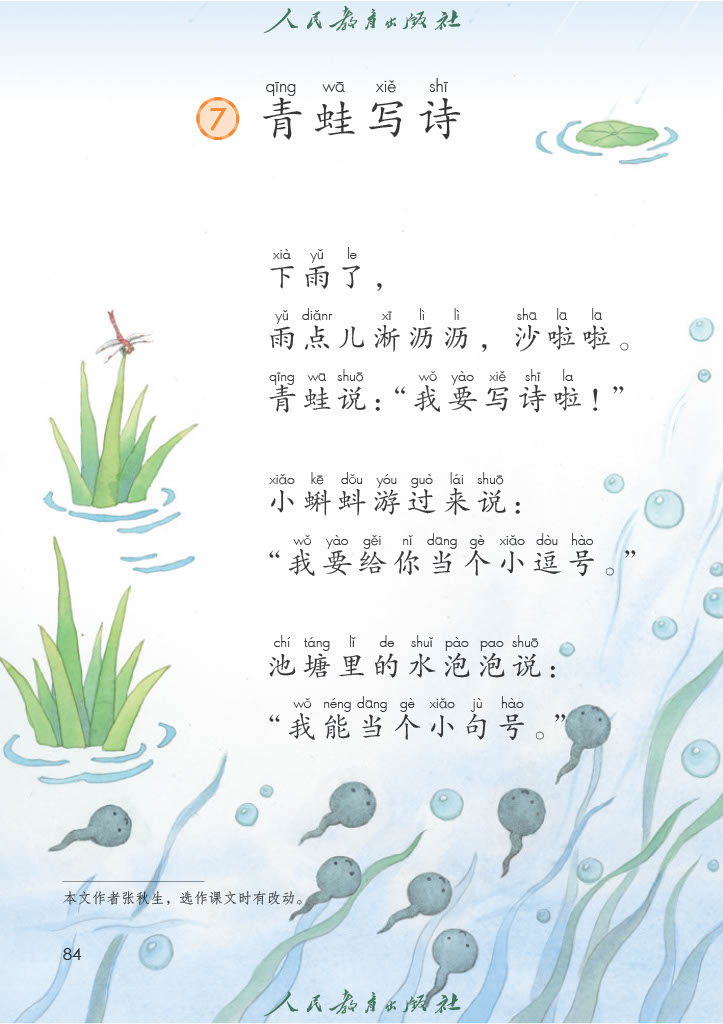 人民教育出版社
qīng wā xiě shī
7 青蛙写诗
xià yǔ le
下雨了，
yǔ diǎnr xī lì lì shā lā lā
雨点儿淅沥沥，沙啦啦。
qīng wā shuō wǒ yào xiě shī la
青蛙说：“我要写诗啦！”
xiǎo kē dǒu yóu guò lái shuō
小蝌蚪游过来说：
wǒ yào gěi nǐ dāng gè xiǎo dòu hào
“我要给你当个小逗号。”
chí táng lǐ de shuǐ pào pao shuō
池塘里的水泡泡说：
wǒ néng dāng gè xiǎo jù hào
“我能当个小句号。”
本文作者张秋生，选作课文时有改动。
84
人民教育出版社